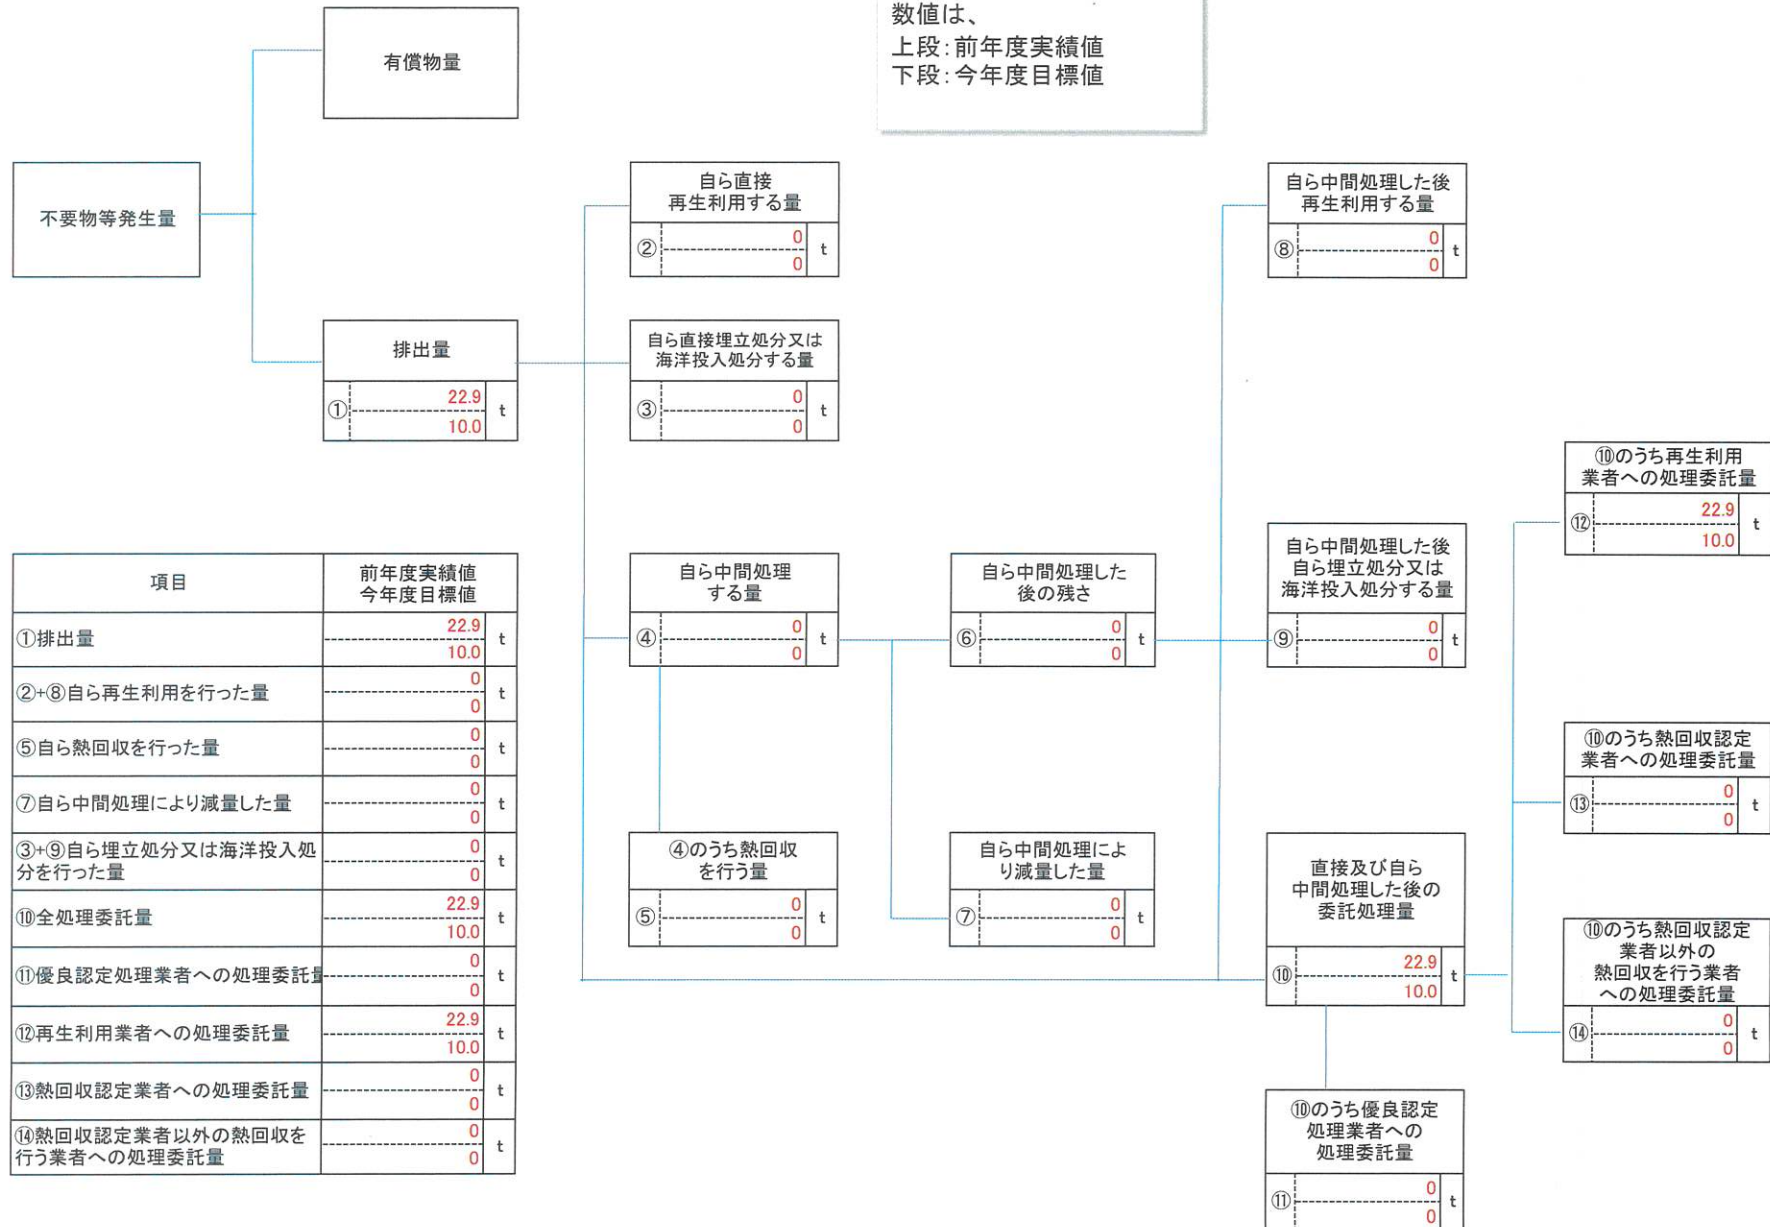 数値は、
上段:前年度実績値
下段:今年度目標値
有償物量
不要物等発生量
排出量
① 22.9 t
10.0
自ら直接
再生利用する量
② 0 t
0
自ら直接埋立処分又は
海洋投入処分する量
③ 0 t
0
自ら中間処理した後
再生利用する量
⑧ 0 t
0
自ら中間処理
する量
④ 0 t
0
自ら中間処理した
後の残さ
⑥ 0 t
0
自ら中間処理した後
自ら埋立処分又は
海洋投入処分する量
⑨ 0 t
0
④のうち熱回収
を行う量
⑤ 0 t
0
自ら中間処理によ
り減量した量
⑦ 0 t
0
直接及び自ら
中間処理した後の
委託処理量
⑩ 22.9 t
10.0
⑩のうち再生利用
業者への処理委託量
⑫ 22.9 t
10.0
⑩のうち熱回収認定
業者への処理委託量
⑬ 0 t
0
⑩のうち熱回収認定
業者以外の
熱回収を行う業者
への処理委託量
⑭ 0 t
0
⑩のうち優良認定
処理業者への
処理委託量
⑪ 0 t
0
項目 前年度実績値
今年度目標値
①排出量 22.9 t
10.0
②+⑧自ら再生利用を行った量 0 t
0
⑤自ら熱回収を行った量 0 t
0
⑦自ら中間処理により減量した量 0 t
0
③+⑨自ら埋立処分又は海洋投入処 0 t
分を行った量 0
⑩全処理委託量 22.9 t
10.0
⑪優良認定処理業者への処理委託量 0 t
0
⑫再生利用業者への処理委託量 22.9 t
10.0
⑬熱回収認定業者への処理委託量 0 t
0
⑭熱回収認定業者以外の熱回収を 0 t
行う業者への処理委託量 0